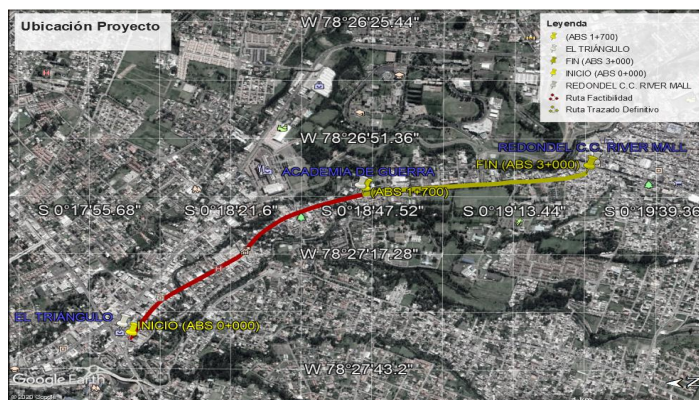 Ubicación Proyecto
W 78°26'25.44"
Leyenda
(ABS 1+700)
EL TRIÁNGULO
FIN (ABS 3+000)
INICIO (ABS 0+000)
REDONDEL C.C. RIVER MALL
Ruta Factibilidad
Ruta Trazado Definitivo
W 78°26'51.36"
REDONDEL C.C. RIVER MALL
FIN (ABS 3+000)
ACADEMIA DE GUERRA
(ABS 1+700)
S 0°17'55.68"
S 0°18'21.6"
S 0°18'47.52"
S 0°19'13.44"
S 0°19'39.36
W 78°27'17.28"
EL TRIÁNGULO
INICIO (ABS 0+000)
W 78°27'43.2"
Google Earth
© 2020 Google